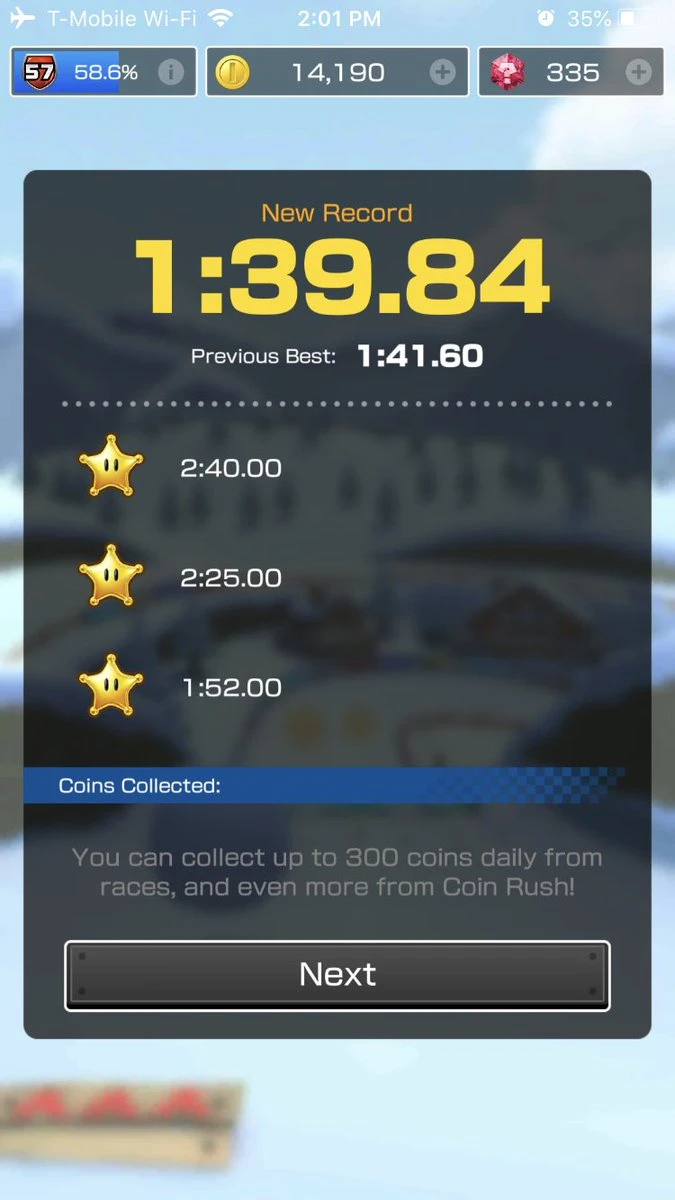 T-Mobile Wi-Fi 2:01 PM 35%
57 58.6% i 14,190 + ? 335 +
New Record
1:39.84
Previous Best: 1:41.60
2:40.00
2:25.00
1:52.00
Coins Collected:
You can collect up to 300 coins daily from
races, and even more from Coin Rush!
Next